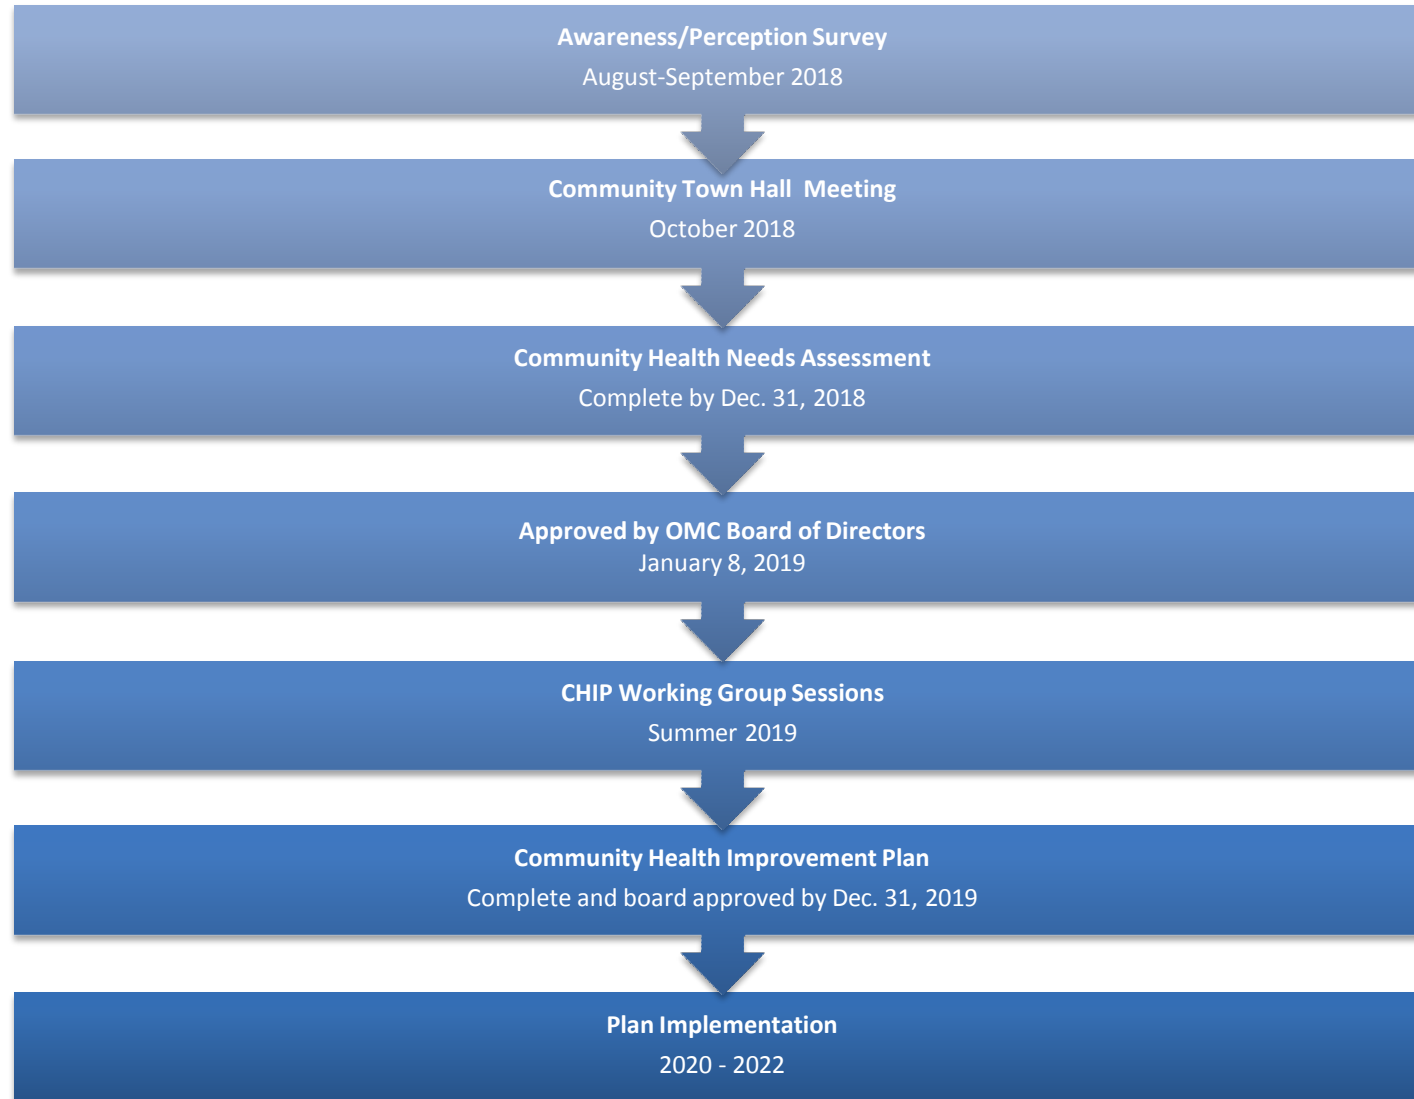 Awareness/Perception Survey
August-September 2018
Community Town Hall  Meeting
October 2018
Community Health Needs Assessment
Complete by Dec. 31, 2018
Approved by OMC Board of Directors
January 8, 2019
CHIP Working Group Sessions
Summer 2019
Community Health Improvement Plan
Complete and board approved by Dec. 31, 2019
Plan Implementation
2020 - 2022